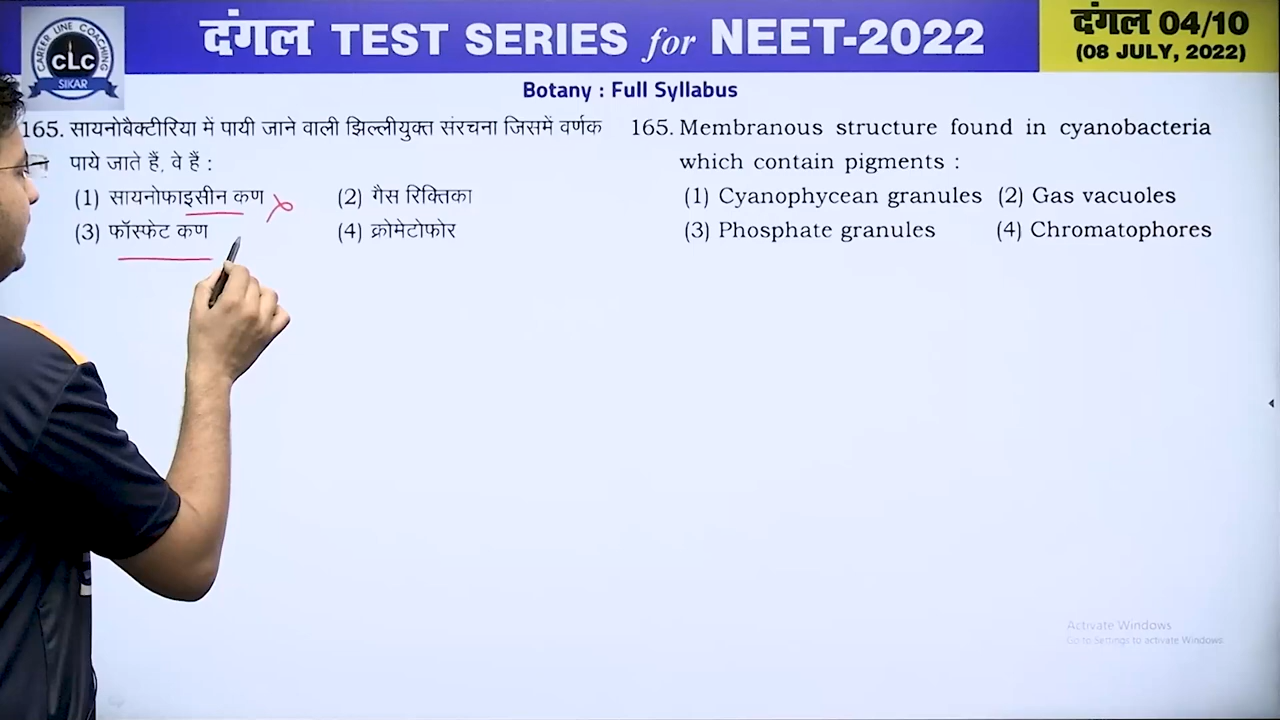 CAREER LINE COACHING
CLC
SIKAR
दंगल TEST SERIES for NEET-2022
दंगल 04/10
(08 JULY, 2022)
Botany : Full Syllabus
165. सायनोबैक्टीरिया में पायी जाने वाली झिल्लीयुक्त संरचना जिसमें वर्णक
पाये जाते हैं, वे हैं :
(1) सायनोफाइसीन कण (2) गैस रिक्तिका
(3) फॉस्फेट कण (4) क्रोमेटोफोर
165. Membranous structure found in cyanobacteria
which contain pigments :
(1) Cyanophycean granules (2) Gas vacuoles
(3) Phosphate granules (4) Chromatophores
Activate Windows
Go to Settings to activate Windows.